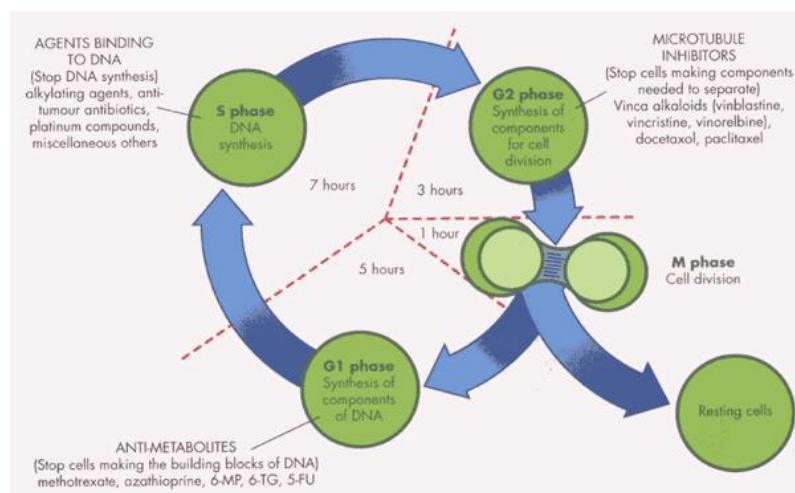 AGENTS BINDING
TO DNA
(Stop DNA synthesis)
alkylating agents, anti-
tumour antibiotics,
platinum compounds,
miscellaneous others
S phase
DNA
synthesis
G2 phase
Synthesis of
components
for cell
division
MICROTUBULE
INHIBITORS
(Stop cells making components
needed to separate)
Vinca alkaloids (vinblastine,
vincristine, vinorelbine),
docetaxol, paclitaxel
7 hours
3 hours
1 hour
5 hours
M phase
Cell division
G1 phase
Synthesis of
components
of DNA
Resting cells
ANTI-METABOLITES
(Stop cells making the building blocks of DNA)
methotrexate, azathioprine, 6-MP, 6-TG, 5-FU